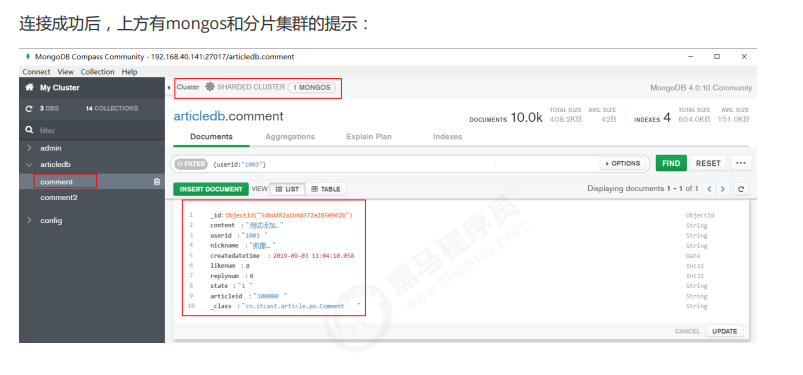 连接成功后，上方有mongos和分片集群的提示：
MongoDB Compass Community - 192.168.40.141:27017/articledb.comment
Connect View Collection Help
My Cluster
Cluster SHARDED CLUSTER 1 MONGOS
MongoDB 4.0.10 Community
3 DBS 14 COLLECTIONS
articledb.comment
DOCUMENTS 10.0k TOTAL SIZE 408.2KB AVG. SIZE 42B INDEXES 4 TOTAL SIZE 604.0KB AVG. SIZE 151.0KB
filter
Documents Aggregations Explain Plan Indexes
admin
articledb
FILTER {userid:"1003"} OPTIONS FIND RESET ...
comment
INSERT DOCUMENT VIEW LIST TABLE Displaying documents 1 - 1 of 1
comment2
config
1 _id:ObjectId("5d6dd82a1b8d372e2850962b") ObjectId
2 content :"测试添加…" String
3 userid :"1003 " String
4 nickname :"凯撒…" String
5 createdatetime :2019-09-03 11:04:10.058 Date
6 likenum :0 Int32
7 replynum :0 Int32
8 state :"1 " String
9 articleid :"100000 " String
10 _class :"cn.itcast.article.po.Comment " String
黑马程序员
www.itheima.com
CANCEL UPDATE